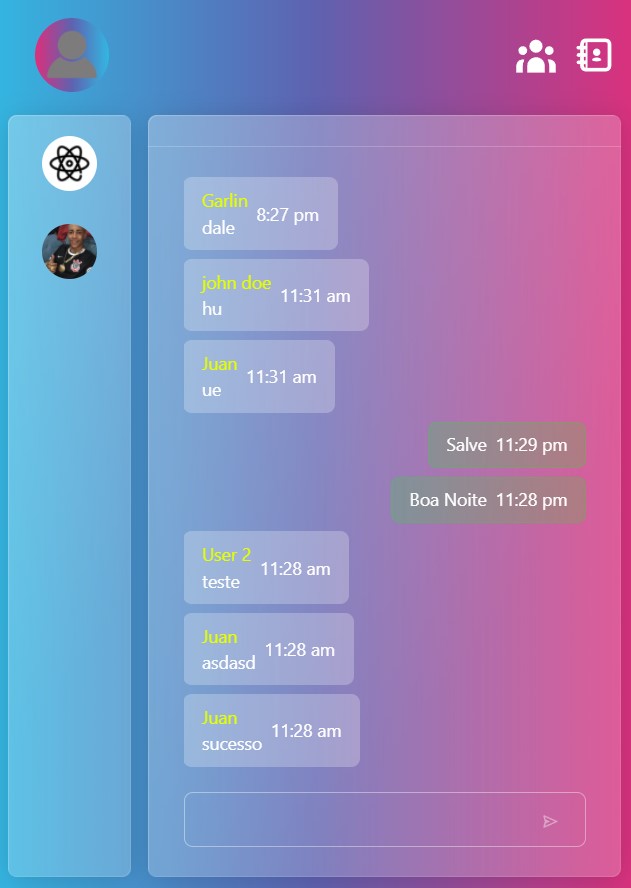 Garlin
dale 8:27 pm
john doe
hu 11:31 am
Juan
ue 11:31 am
Salve 11:29 pm
Boa Noite 11:28 pm
User 2
teste 11:28 am
Juan
asdasd 11:28 am
Juan
sucesso 11:28 am